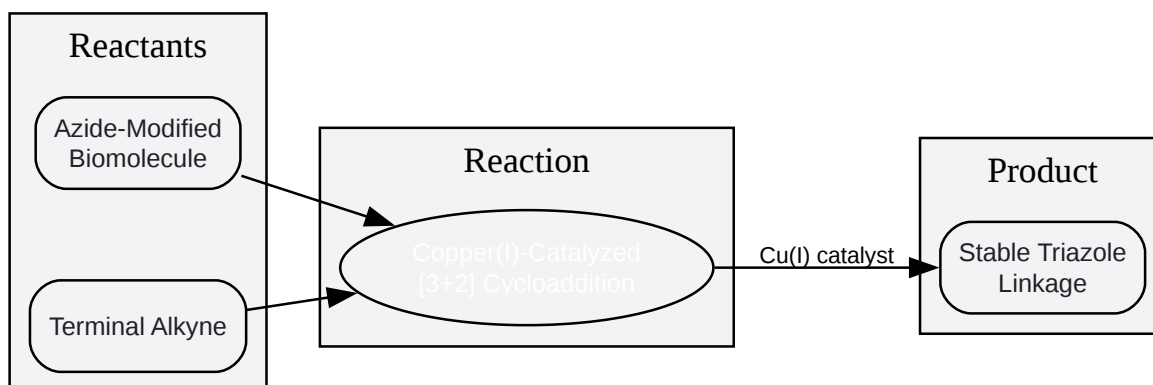 Reactants
Azide-Modified
Biomolecule
Terminal Alkyne
Reaction
Copper(I)-Catalyzed
[3+2] Cycloaddition
Cu(I) catalyst
Product
Stable Triazole
Linkage